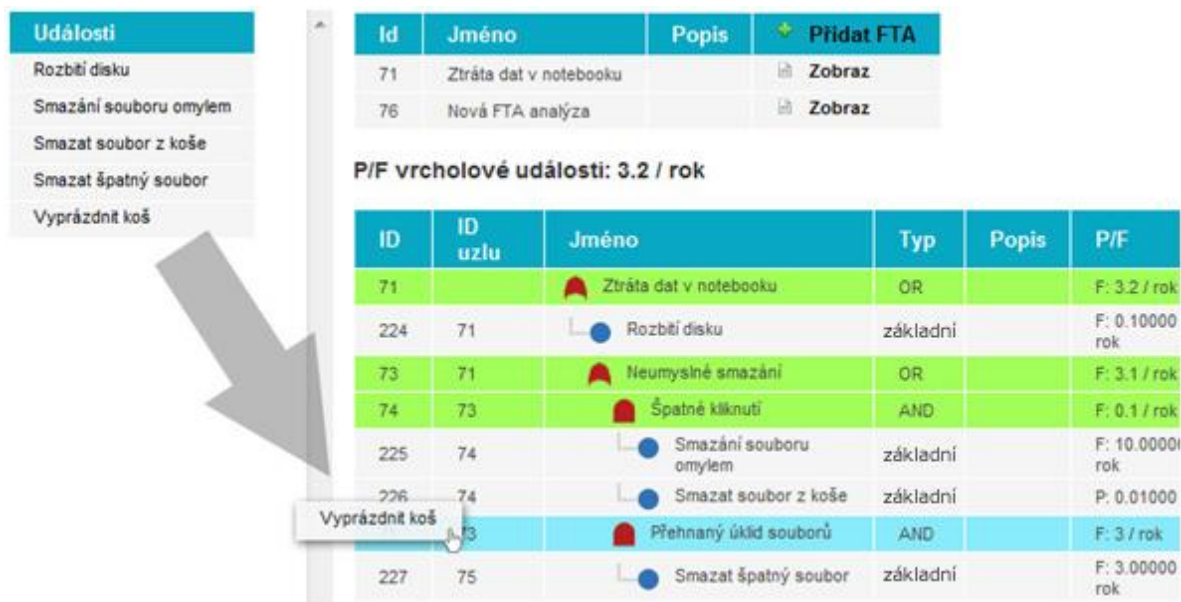 Události
Rozbití disku
Smazání souboru omylem
Smazat soubor z koše
Smazat špatný soubor
Vyprázdnit koš
Id Jméno Popis Přidat FTA
71 Ztráta dat v notebooku Zobraz
76 Nová FTA analýza Zobraz
P/F vrcholové události: 3.2 / rok
ID ID uzlu Jméno Typ Popis P/F
71 Ztráta dat v notebooku OR F: 3.2 / rok
224 71 Rozbití disku základní F: 0.10000
rok
73 71 Neumyslné smazání OR F: 3.1 / rok
74 73 Špatné kliknutí AND F: 0.1 / rok
225 74 Smazání souboru omylem základní F: 10.0000
rok
226 74 Smazat soubor z koše základní P: 0.01000
Vyprázdnit koš
73 Přehnaný úklid souborů AND F: 3 / rok
227 75 Smazat špatný soubor základní F: 3.00000
rok